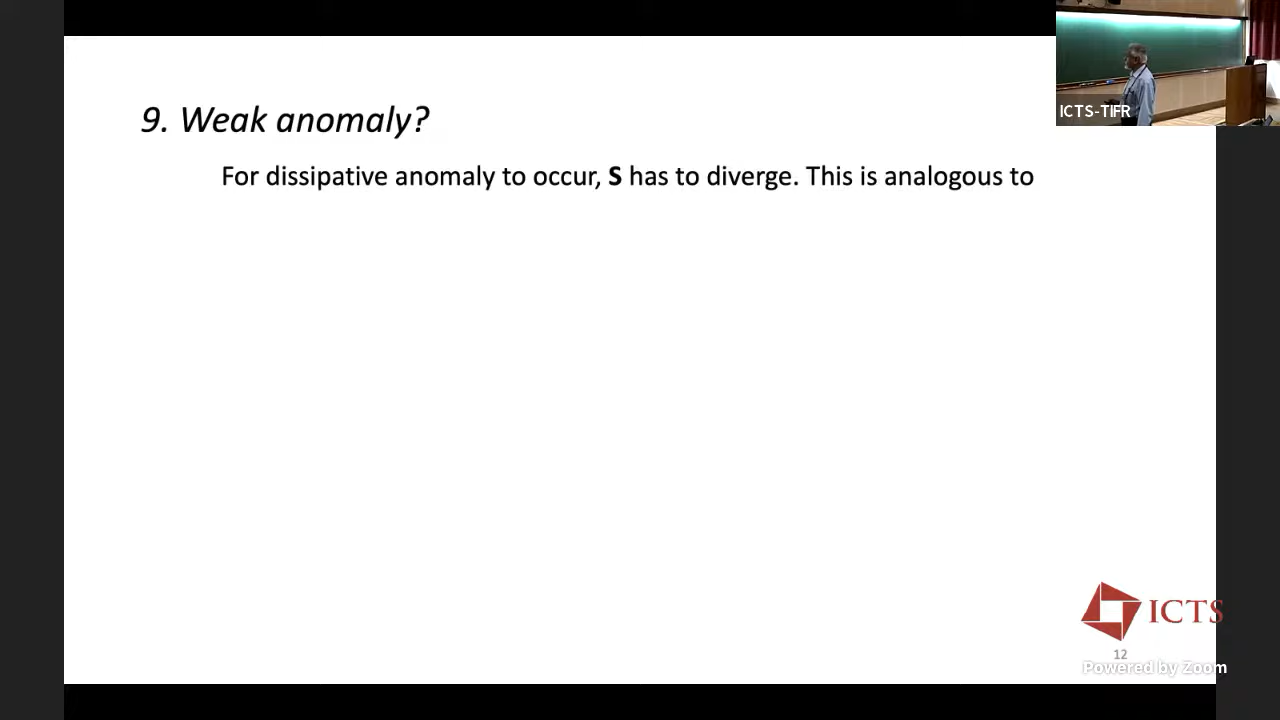 ICTS-TIFR
9. Weak anomaly?
For dissipative anomaly to occur, S has to diverge. This is analogous to
ICTS
12
Powered by Zoom